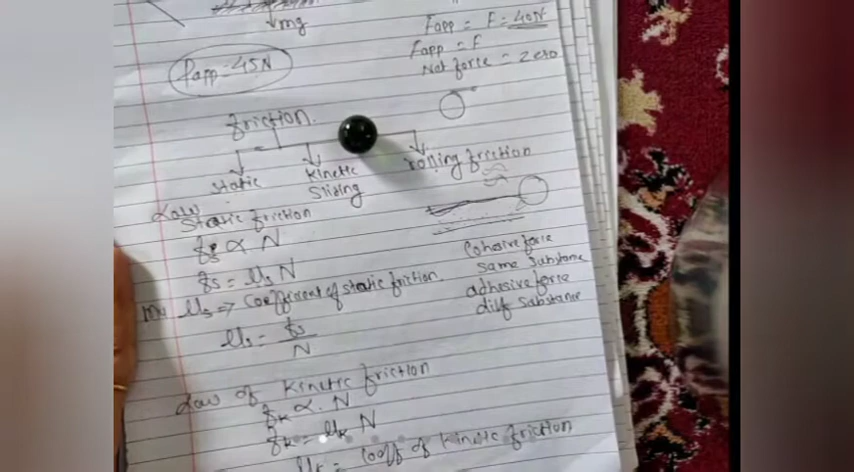 mg
Fapp = F = 40N
Fapp = F
Net force = Zero
Papp = 45N
friction.
static
Kinetic
Sliding
rolling friction
Law
Static friction
fs ∝ N
fs = μs N
Mu μs => Coefficient of static friction
μs = fs
N
Cohesive force
same substance
adhesive force
diff substance
Law of Kinetic friction
fk ∝ . N
fk = μk N
μk = Coeff of Kinetic friction